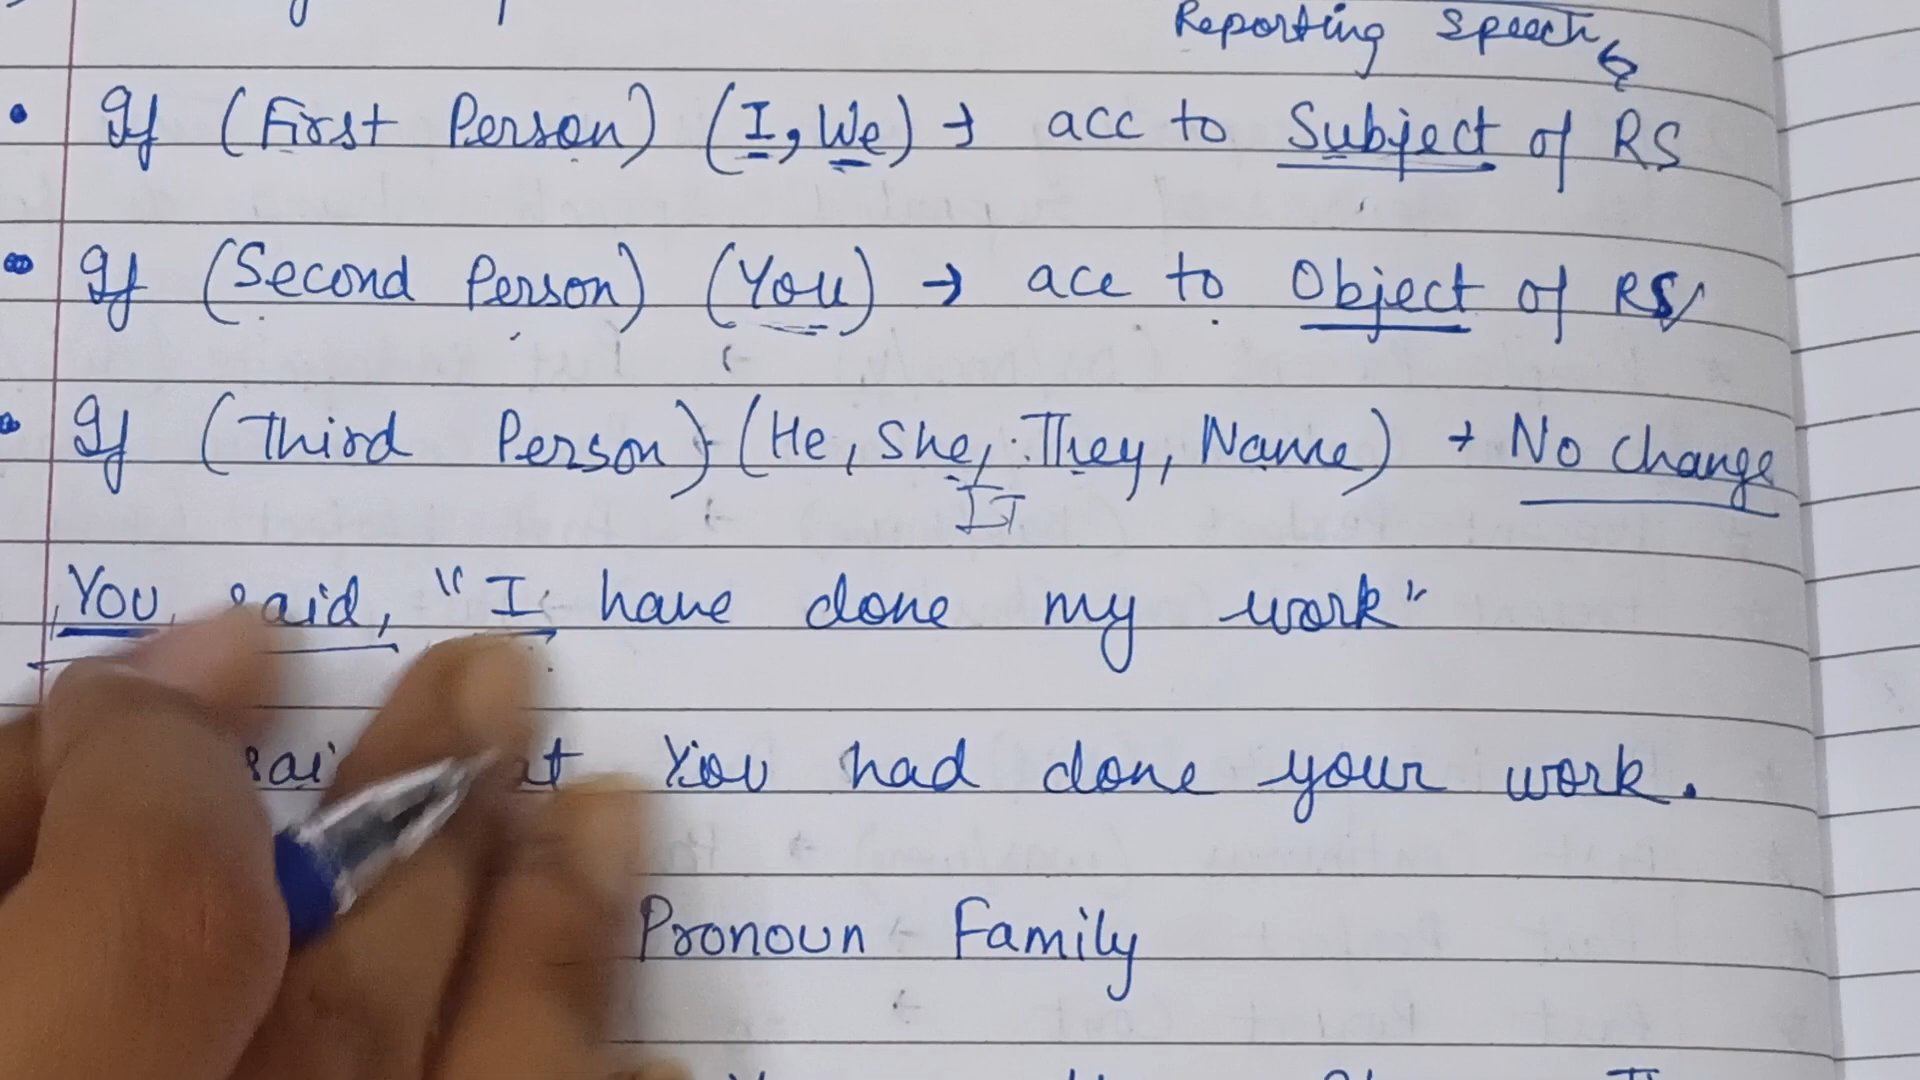 Reporting Speech
• If (First Person) (I, We) → acc to Subject of RS
• If (Second Person) (You) → acc to Object of RS
• If (Third Person) (He, She, They, Name) → No change
IT
You said, "I have done my work"
You had done your work.
Pronoun Family